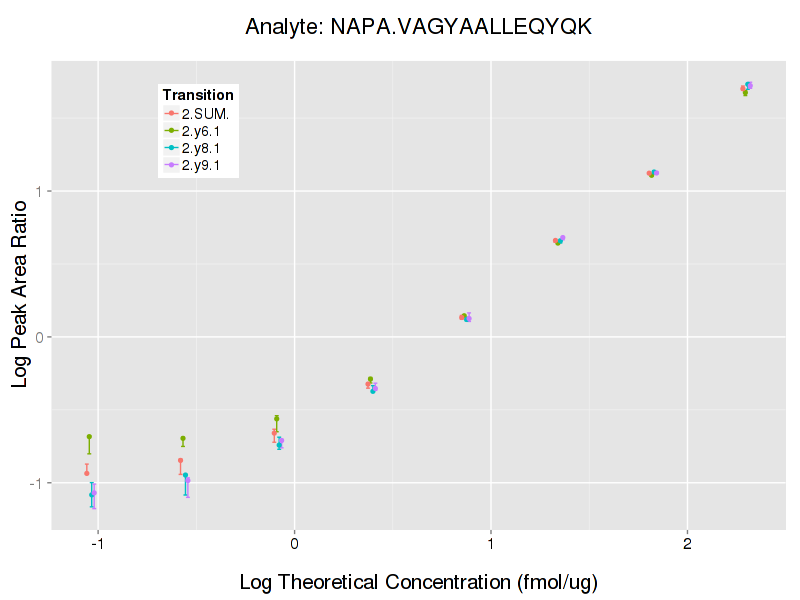 Analyte: NAPA.VAGYAALLEQYQK
Transition
2.SUM.
2.y6.1
2.y8.1
2.y9.1
Log Peak Area Ratio
1
0
-1
-1
0
1
2
Log Theoretical Concentration (fmol/ug)